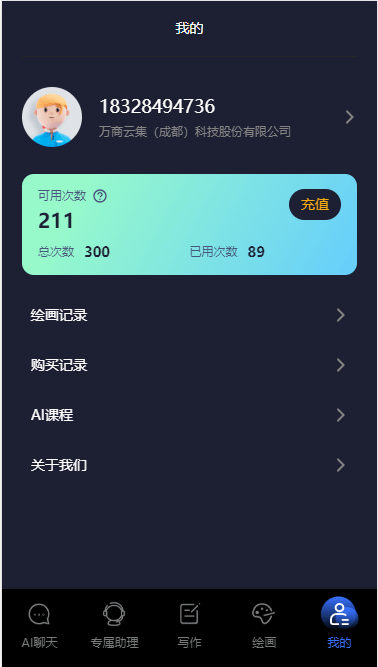 我的
18328494736
万商云集（成都）科技股份有限公司
可用次数
充值
211
总次数 300 已用次数 89
绘画记录
购买记录
AI课程
关于我们
AI聊天 专属助理 写作 绘画 我的